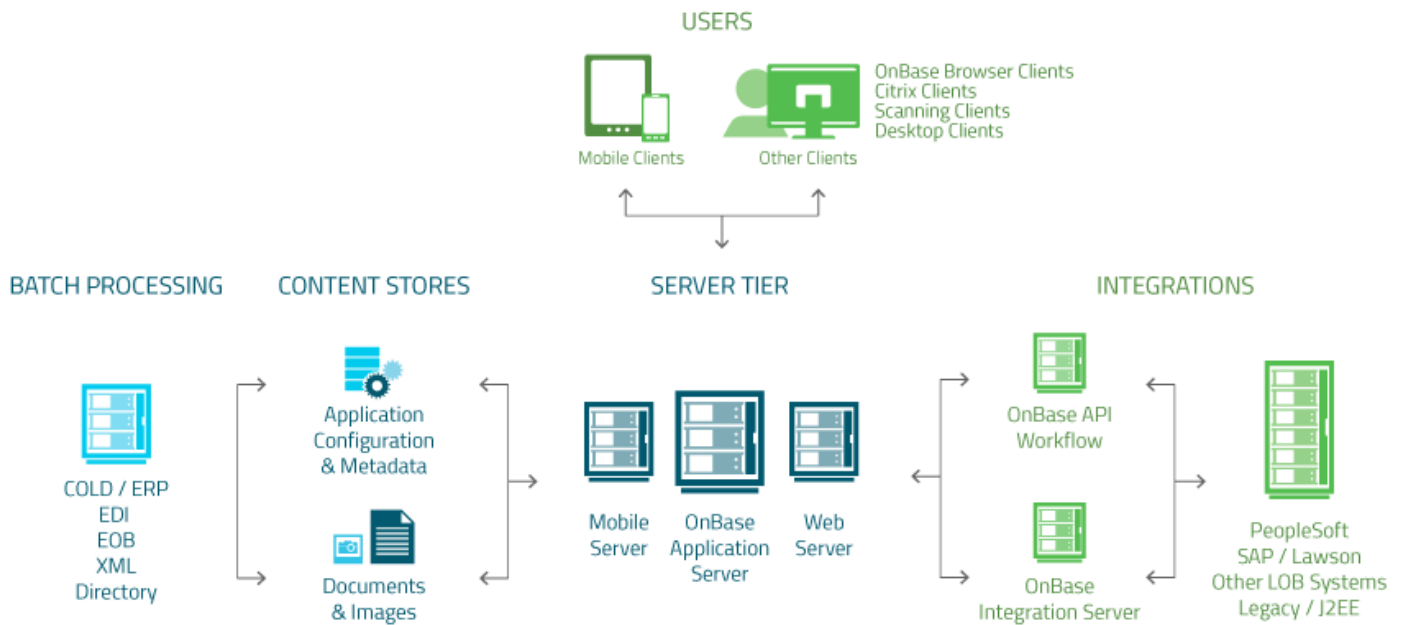 USERS
OnBase Browser Clients
Citrix Clients
Scanning Clients
Desktop Clients
Mobile Clients
Other Clients
BATCH PROCESSING
CONTENT STORES
SERVER TIER
INTEGRATIONS
COLD / ERP
EDI
EOB
XML
Directory
Application
Configuration
& Metadata
Documents
& Images
Mobile
Server
OnBase
Application
Server
Web
Server
OnBase API
Workflow
OnBase
Integration Server
PeopleSoft
SAP / Lawson
Other LOB Systems
Legacy / J2EE